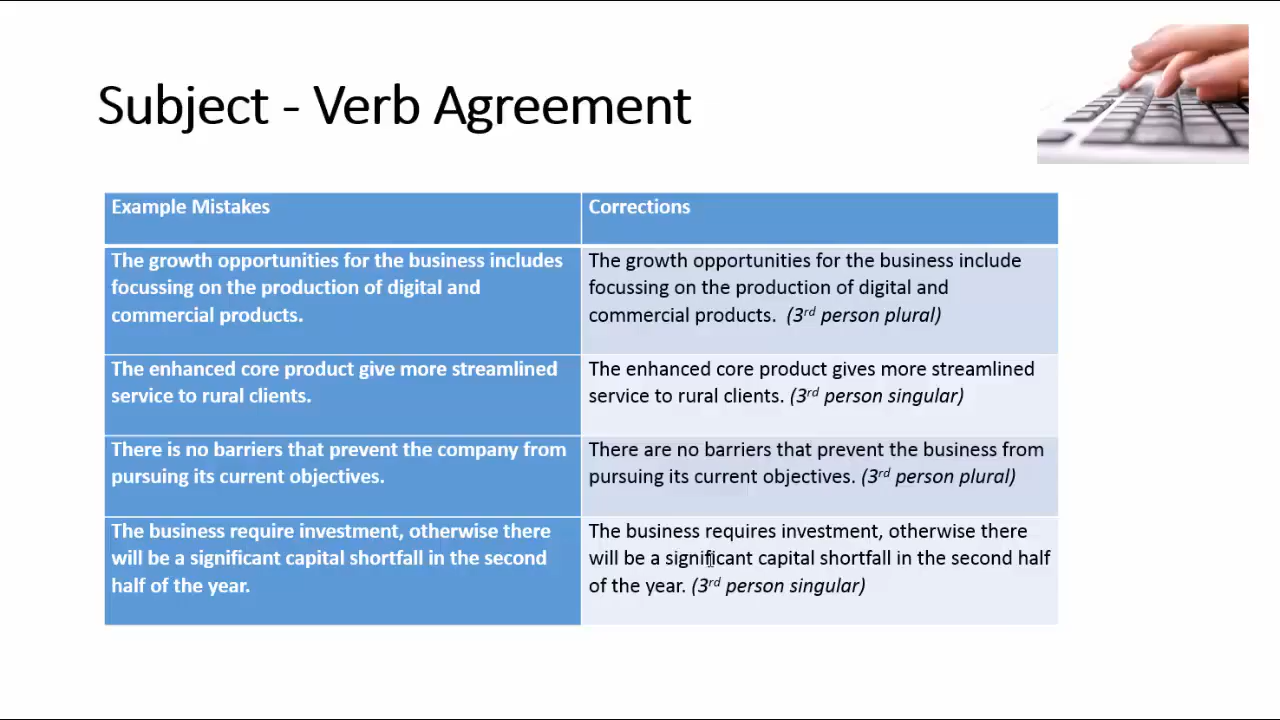 Subject - Verb Agreement
Example Mistakes
Corrections
The growth opportunities for the business includes
focussing on the production of digital and
commercial products.
The growth opportunities for the business include
focussing on the production of digital and
commercial products. (3rd person plural)
The enhanced core product give more streamlined
service to rural clients.
The enhanced core product gives more streamlined
service to rural clients. (3rd person singular)
There is no barriers that prevent the company from
pursuing its current objectives.
There are no barriers that prevent the business from
pursuing its current objectives. (3rd person plural)
The business require investment, otherwise there
will be a significant capital shortfall in the second
half of the year.
The business requires investment, otherwise there
will be a significant capital shortfall in the second half
of the year. (3rd person singular)